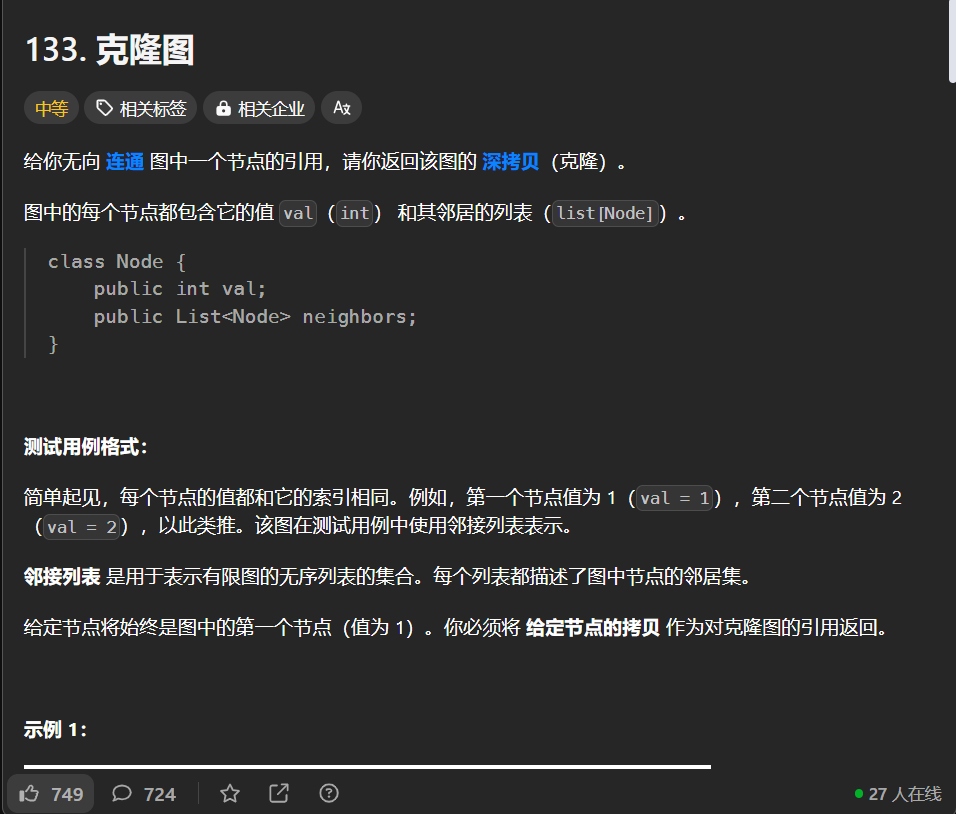 133. 克隆图
中等 相关标签 相关企业
给你无向 连通 图中一个节点的引用，请你返回该图的 深拷贝（克隆）。
图中的每个节点都包含它的值 val（int） 和其邻居的列表（list[Node]）。
class Node {
    public int val;
    public List<Node> neighbors;
}
测试用例格式：
简单起见，每个节点的值都和它的索引相同。例如，第一个节点值为 1（val = 1），第二个节点值为 2
（val = 2），以此类推。该图在测试用例中使用邻接列表表示。
邻接列表 是用于表示有限图的无序列表的集合。每个列表都描述了图中节点的邻居集。
给定节点将始终是图中的第一个节点（值为 1）。你必须将 给定节点的拷贝 作为对克隆图的引用返回。
示例 1：
749 724 27 人在线